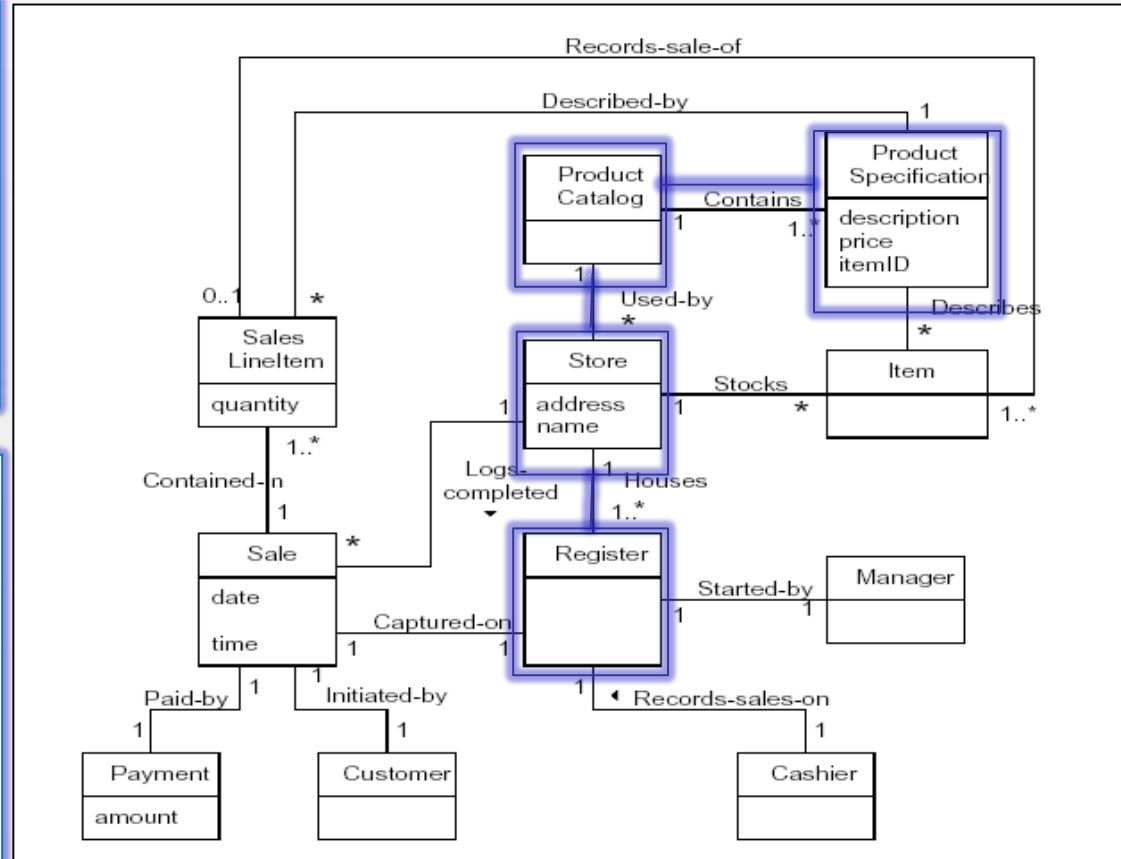 Records-sale-of
Described-by
1
Product
Specification
description
price
itemID
Product
Catalog
Contains
1
1..*
1
Used-by
*
Describes
*
0..1
*
Sales
LineItem
quantity
Store
address
name
1
1
Stocks
*
Item
1..*
1..*
Contained-in
1
Logs-
completed
1
Houses
1..*
Sale
date
time
*
Register
Captured-on
1
1
Started-by
1
1
Manager
Paid-by
1
1
Initiated-by
1
1
1
Records-sales-on
1
Payment
amount
Customer
Cashier